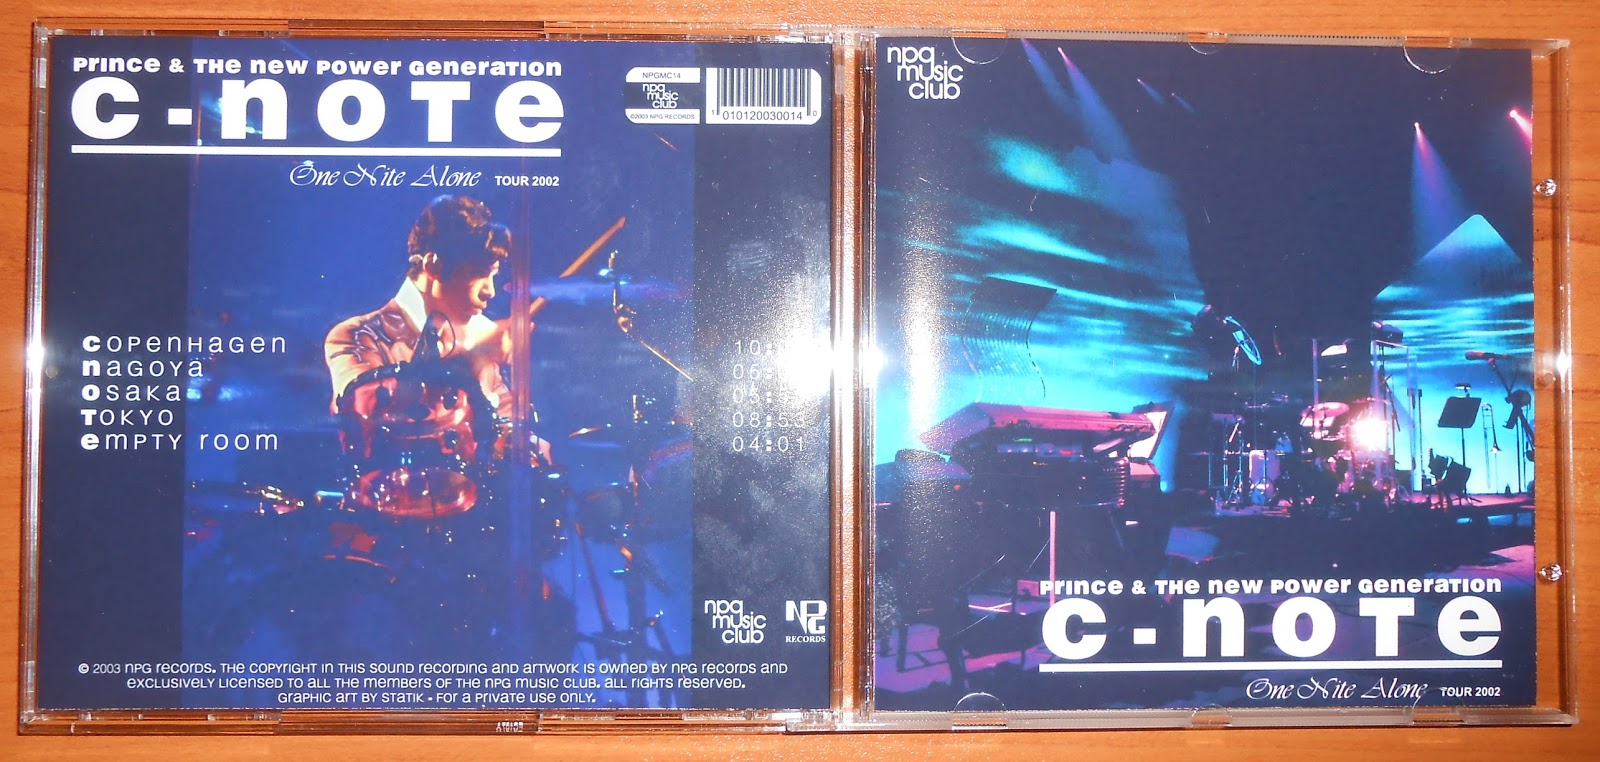 Prince & The new power generation
c-noTe
One Nite Alone TOUR 2002
NPGMC14
npg
music
club
©2003 NPG RECORDS
1 010120030014 0
copenhagen
nagoya
osaka 05:
Tokyo 08:53
empty room 04:01
npg
music
club
NPG
RECORDS
© 2003 npg records. The copyright in this sound recording and artwork is owned by npg records and
exclusively licensed to all the members of the npg music club. all rights reserved.
graphic art by statik - for a private use only.
npg
music
club
Prince & The new power generation
c-noTe
One Nite Alone TOUR 2002